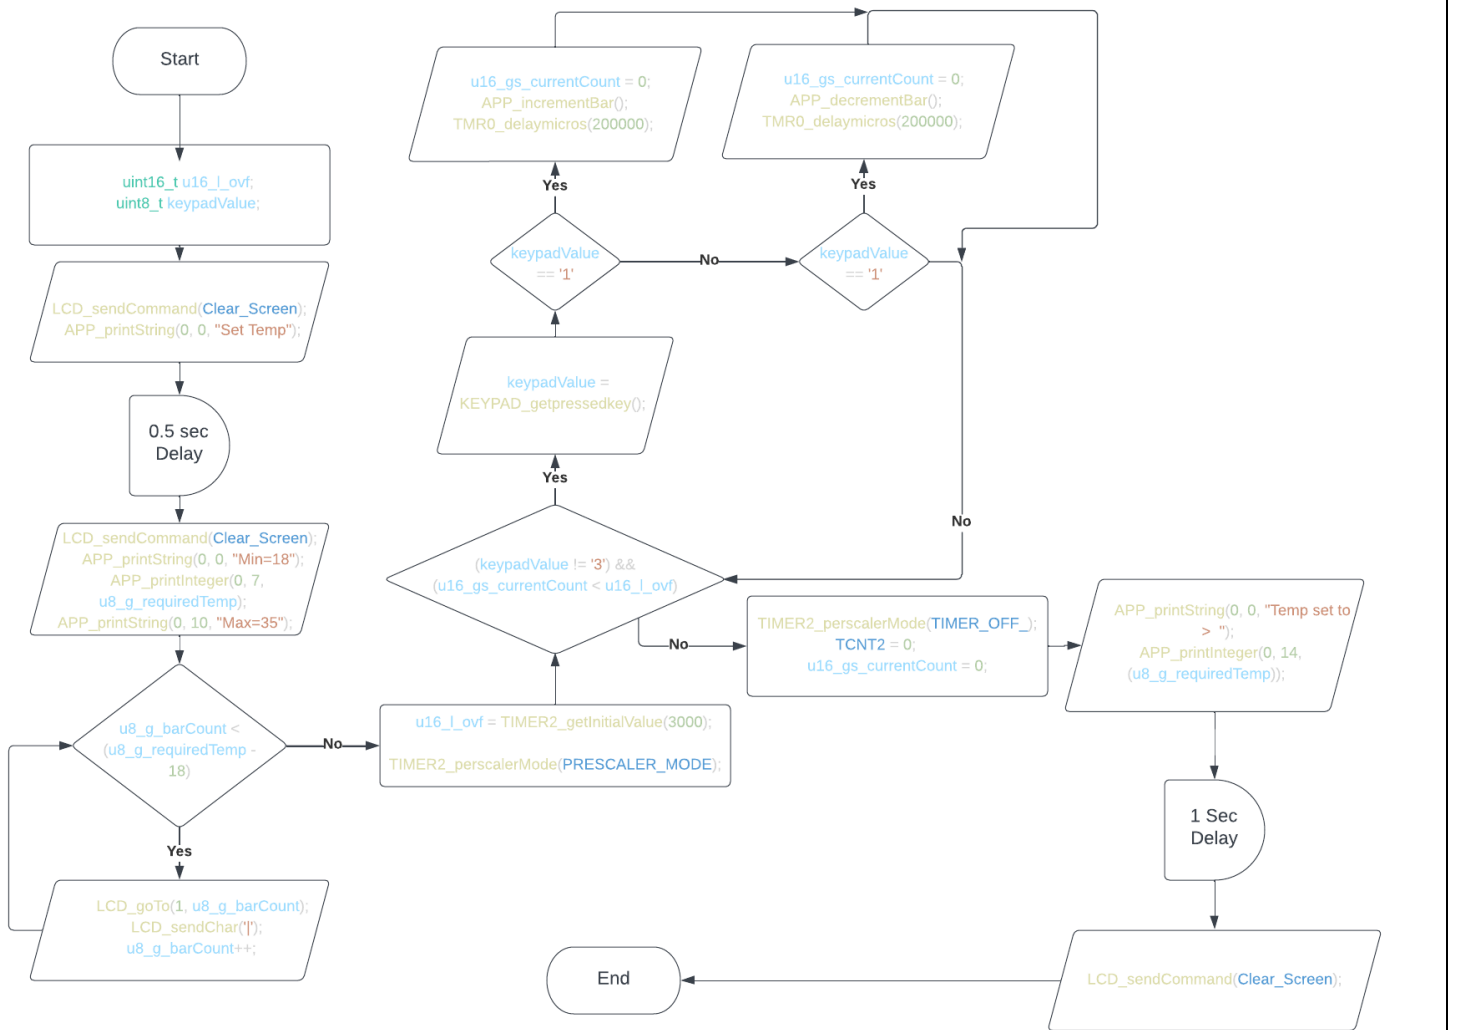 Start
uint16_t u16_l_ovf;
uint8_t keypadValue;
LCD_sendCommand(Clear_Screen);
APP_printString(0, 0, "Set Temp");
0.5 sec
Delay
LCD_sendCommand(Clear_Screen);
APP_printString(0, 0, "Min=18");
APP_printInteger(0, 7,
u8_g_requiredTemp);
APP_printString(0, 10, "Max=35");
u8_g_barCount <
(u8_g_requiredTemp -
18)
Yes
LCD_goTo(1, u8_g_barCount);
LCD_sendChar('|');
u8_g_barCount++;
No
u16_l_ovf = TIMER2_getInitialValue(3000);
TIMER2_perscalerMode(PRESCALER_MODE);
(keypadValue != '3') &&
(u16_gs_currentCount < u16_l_ovf)
Yes
keypadValue =
KEYPAD_getpressedkey();
keypadValue
== '1'
Yes
u16_gs_currentCount = 0;
APP_incrementBar();
TMR0_delaymicros(200000);
No
keypadValue
== '1'
Yes
u16_gs_currentCount = 0;
APP_decrementBar();
TMR0_delaymicros(200000);
No
No
TIMER2_perscalerMode(TIMER_OFF_);
TCNT2 = 0;
u16_gs_currentCount = 0;
APP_printString(0, 0, "Temp set to
> ");
APP_printInteger(0, 14,
(u8_g_requiredTemp));
1 Sec
Delay
LCD_sendCommand(Clear_Screen);
End